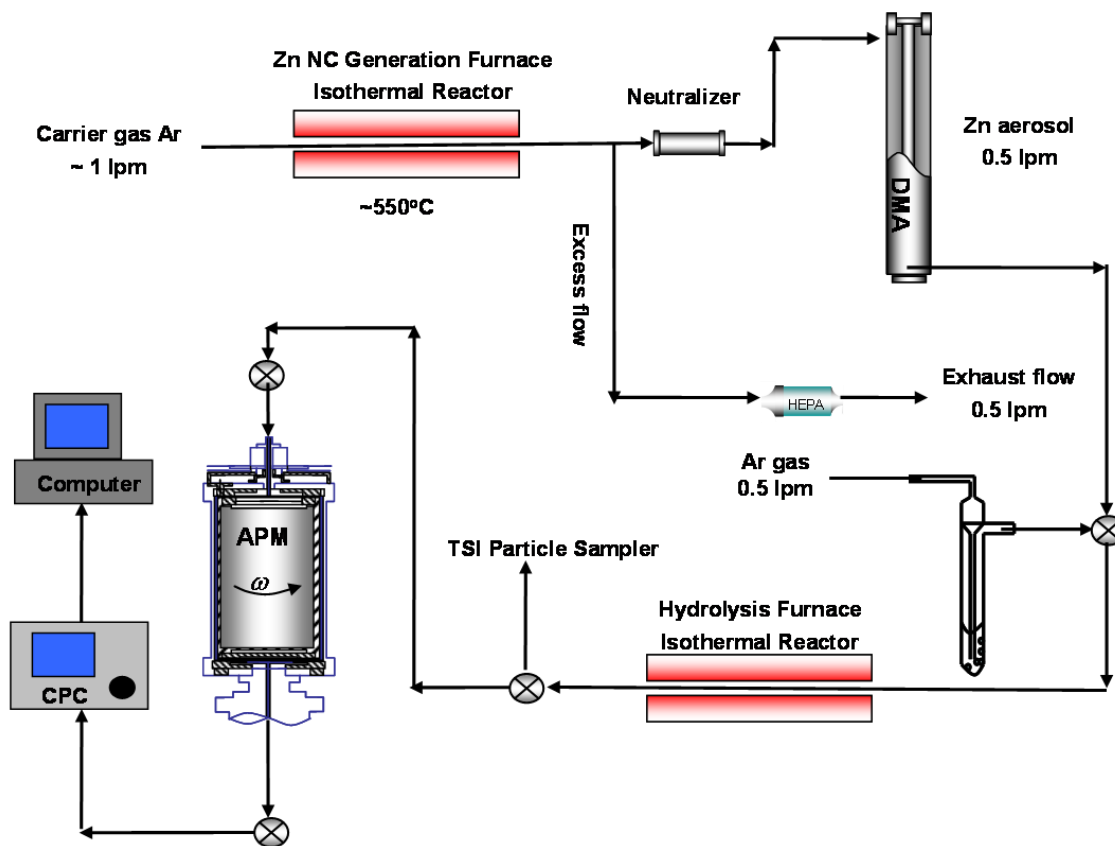 Zn NC Generation Furnace
Isothermal Reactor
Carrier gas Ar
~ 1 lpm
~550°C
Neutralizer
Zn aerosol
0.5 lpm
DMA
Excess flow
HEPA
Exhaust flow
0.5 lpm
Ar gas
0.5 lpm
Computer
APM
ω
TSI Particle Sampler
Hydrolysis Furnace
Isothermal Reactor
CPC